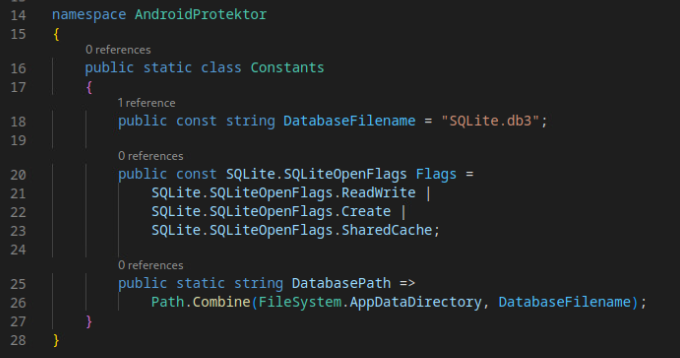 14 namespace AndroidProtektor
15 {
0 references
16 public static class Constants
17 {
1 reference
18 public const string DatabaseFilename = "SQLite.db3";
19
0 references
20 public const SQLite.SQLiteOpenFlags Flags =
21 SQLite.SQLiteOpenFlags.ReadWrite |
22 SQLite.SQLiteOpenFlags.Create |
23 SQLite.SQLiteOpenFlags.SharedCache;
24
0 references
25 public static string DatabasePath =>
26 Path.Combine(FileSystem.AppDataDirectory, DatabaseFilename);
27 }
28 }